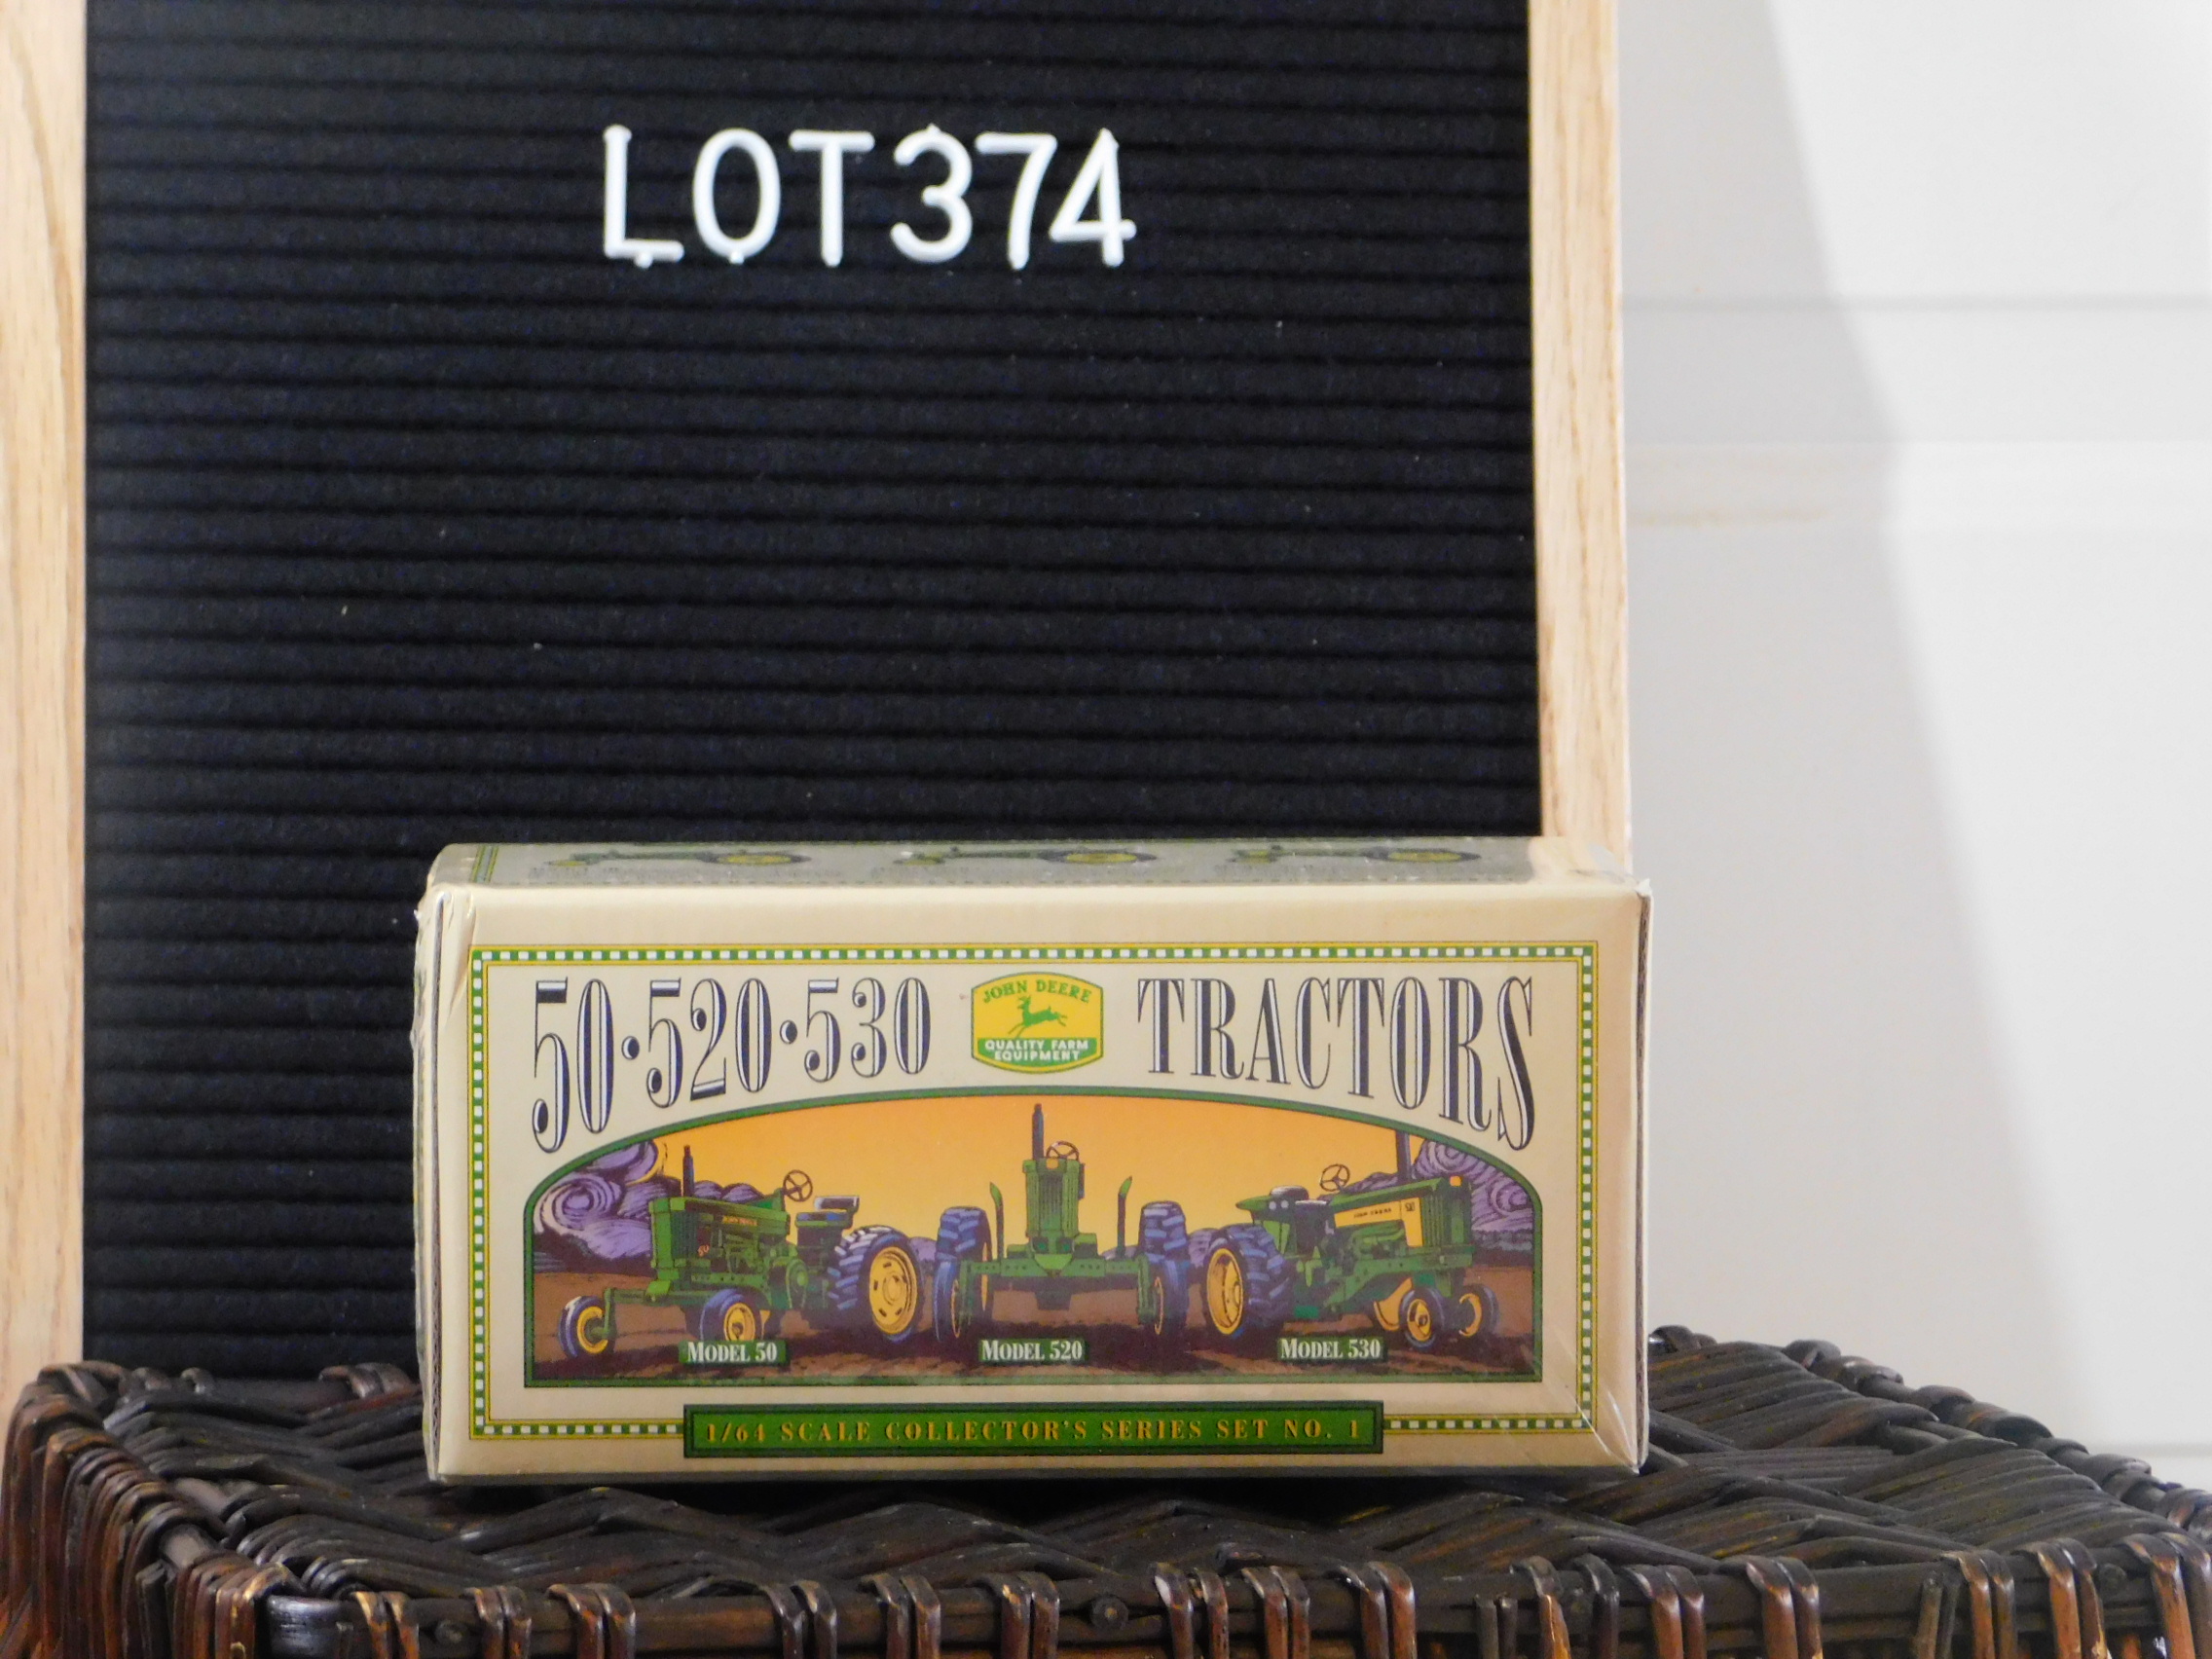 LOT374
50·520·530
JOHN DEERE
QUALITY FARM
EQUIPMENT
TRACTORS
MODEL 50
MODEL 520
MODEL 530
1/64 SCALE COLLECTOR'S SERIES SET NO. 1